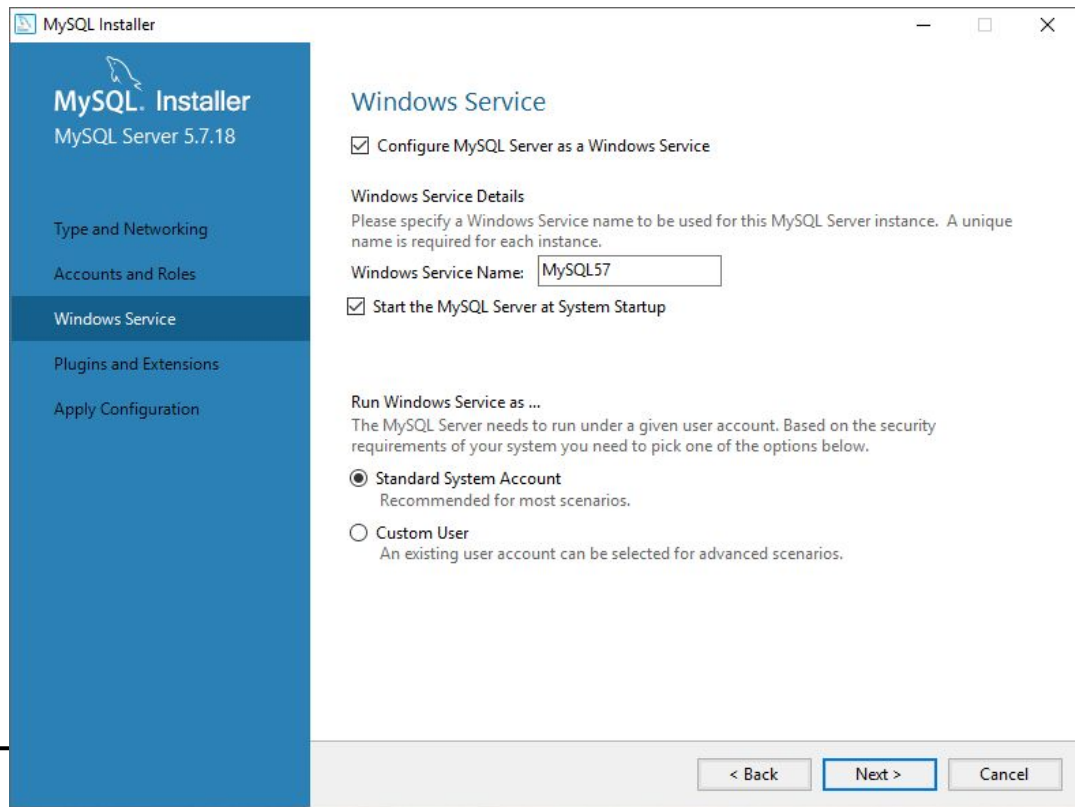 MySQL Installer
MySQL. Installer
MySQL Server 5.7.18
Type and Networking
Accounts and Roles
Windows Service
Plugins and Extensions
Apply Configuration
Windows Service
Configure MySQL Server as a Windows Service
Windows Service Details
Please specify a Windows Service name to be used for this MySQL Server instance. A unique
name is required for each instance.
Windows Service Name: MySQL57
Start the MySQL Server at System Startup
Run Windows Service as ...
The MySQL Server needs to run under a given user account. Based on the security
requirements of your system you need to pick one of the options below.
Standard System Account
Recommended for most scenarios.
Custom User
An existing user account can be selected for advanced scenarios.
< Back Next > Cancel